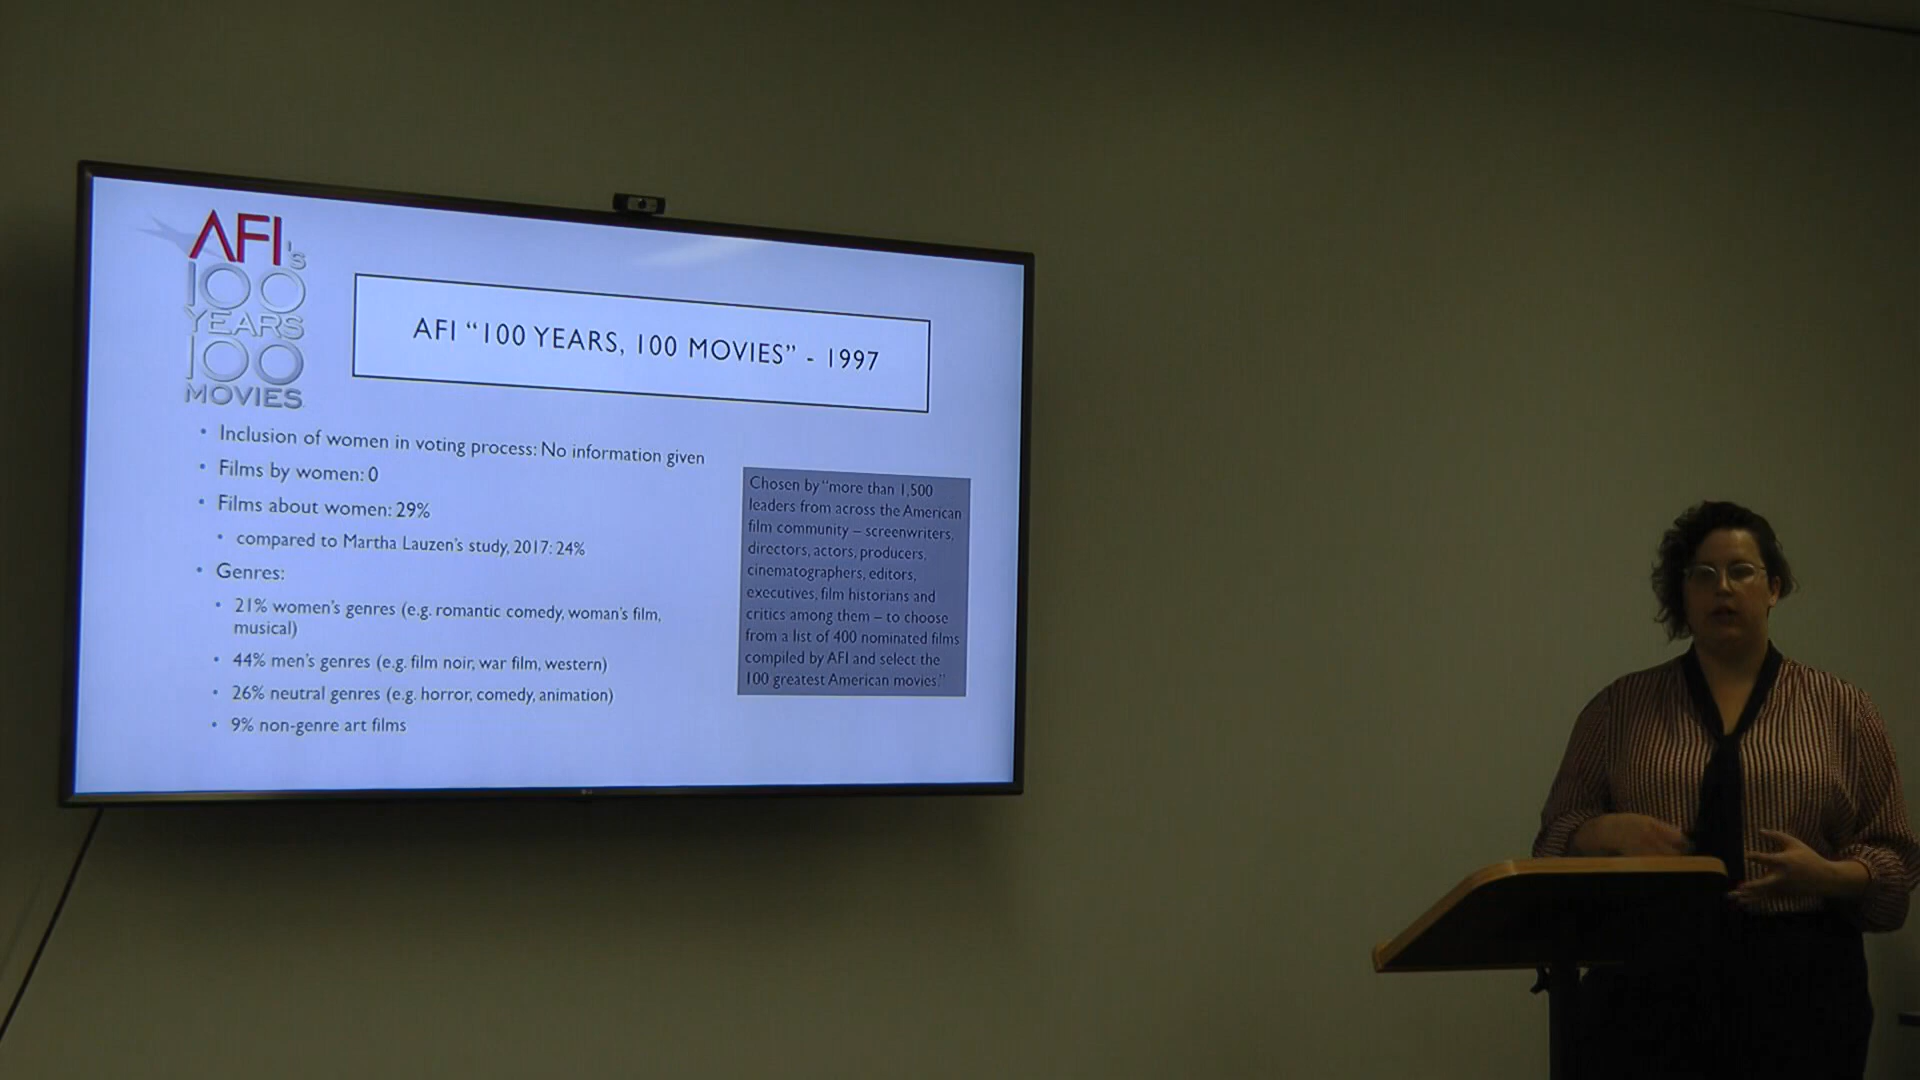 AFI's
100
YEARS
100
MOVIES
AFI “100 YEARS, 100 MOVIES” - 1997
• Inclusion of women in voting process: No information given
• Films by women: 0
• Films about women: 29%
• compared to Martha Lauzen's study, 2017: 24%
• Genres:
• 21% women's genres (e.g. romantic comedy, woman's film,
musical)
• 44% men's genres (e.g. film noir, war film, western)
• 26% neutral genres (e.g. horror, comedy, animation)
• 9% non-genre art films
Chosen by “more than 1,500
leaders from across the American
film community – screenwriters,
directors, actors, producers,
cinematographers, editors,
executives, film historians and
critics among them – to choose
from a list of 400 nominated films
compiled by AFI and select the
100 greatest American movies.”
LG